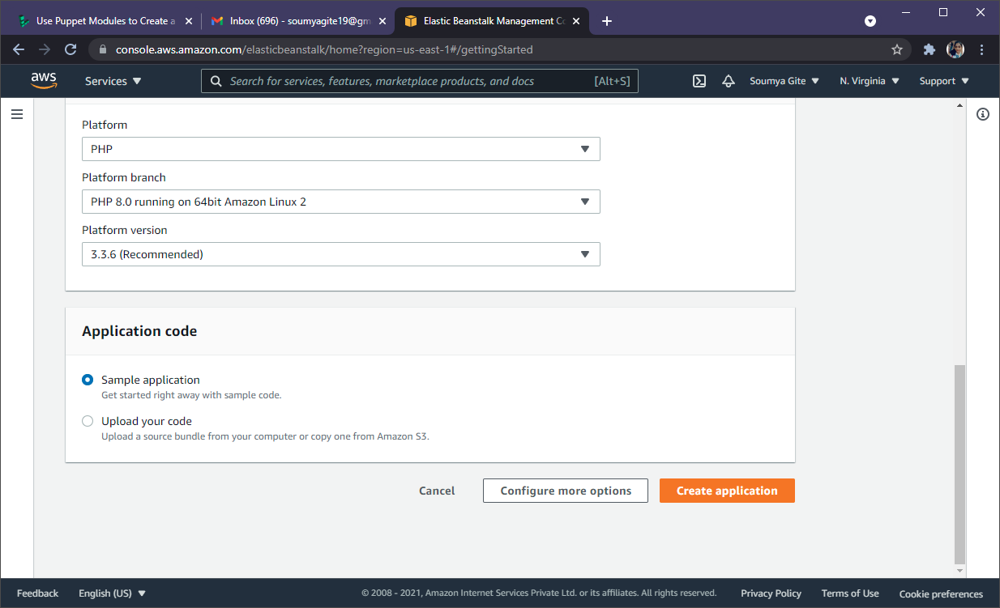 Use Puppet Modules to Create a
Inbox (696) - soumyagite19@gm
Elastic Beanstalk Management Co
console.aws.amazon.com/elasticbeanstalk/home?region=us-east-1#/gettingStarted
aws
Services
Search for services, features, marketplace products, and docs [Alt+S]
Soumya Gite
N. Virginia
Support
Platform
PHP
Platform branch
PHP 8.0 running on 64bit Amazon Linux 2
Platform version
3.3.6 (Recommended)
Application code
Sample application
Get started right away with sample code.
Upload your code
Upload a source bundle from your computer or copy one from Amazon S3.
Cancel
Configure more options
Create application
Feedback
English (US)
© 2008 - 2021, Amazon Internet Services Private Ltd. or its affiliates. All rights reserved.
Privacy Policy
Terms of Use
Cookie preferences